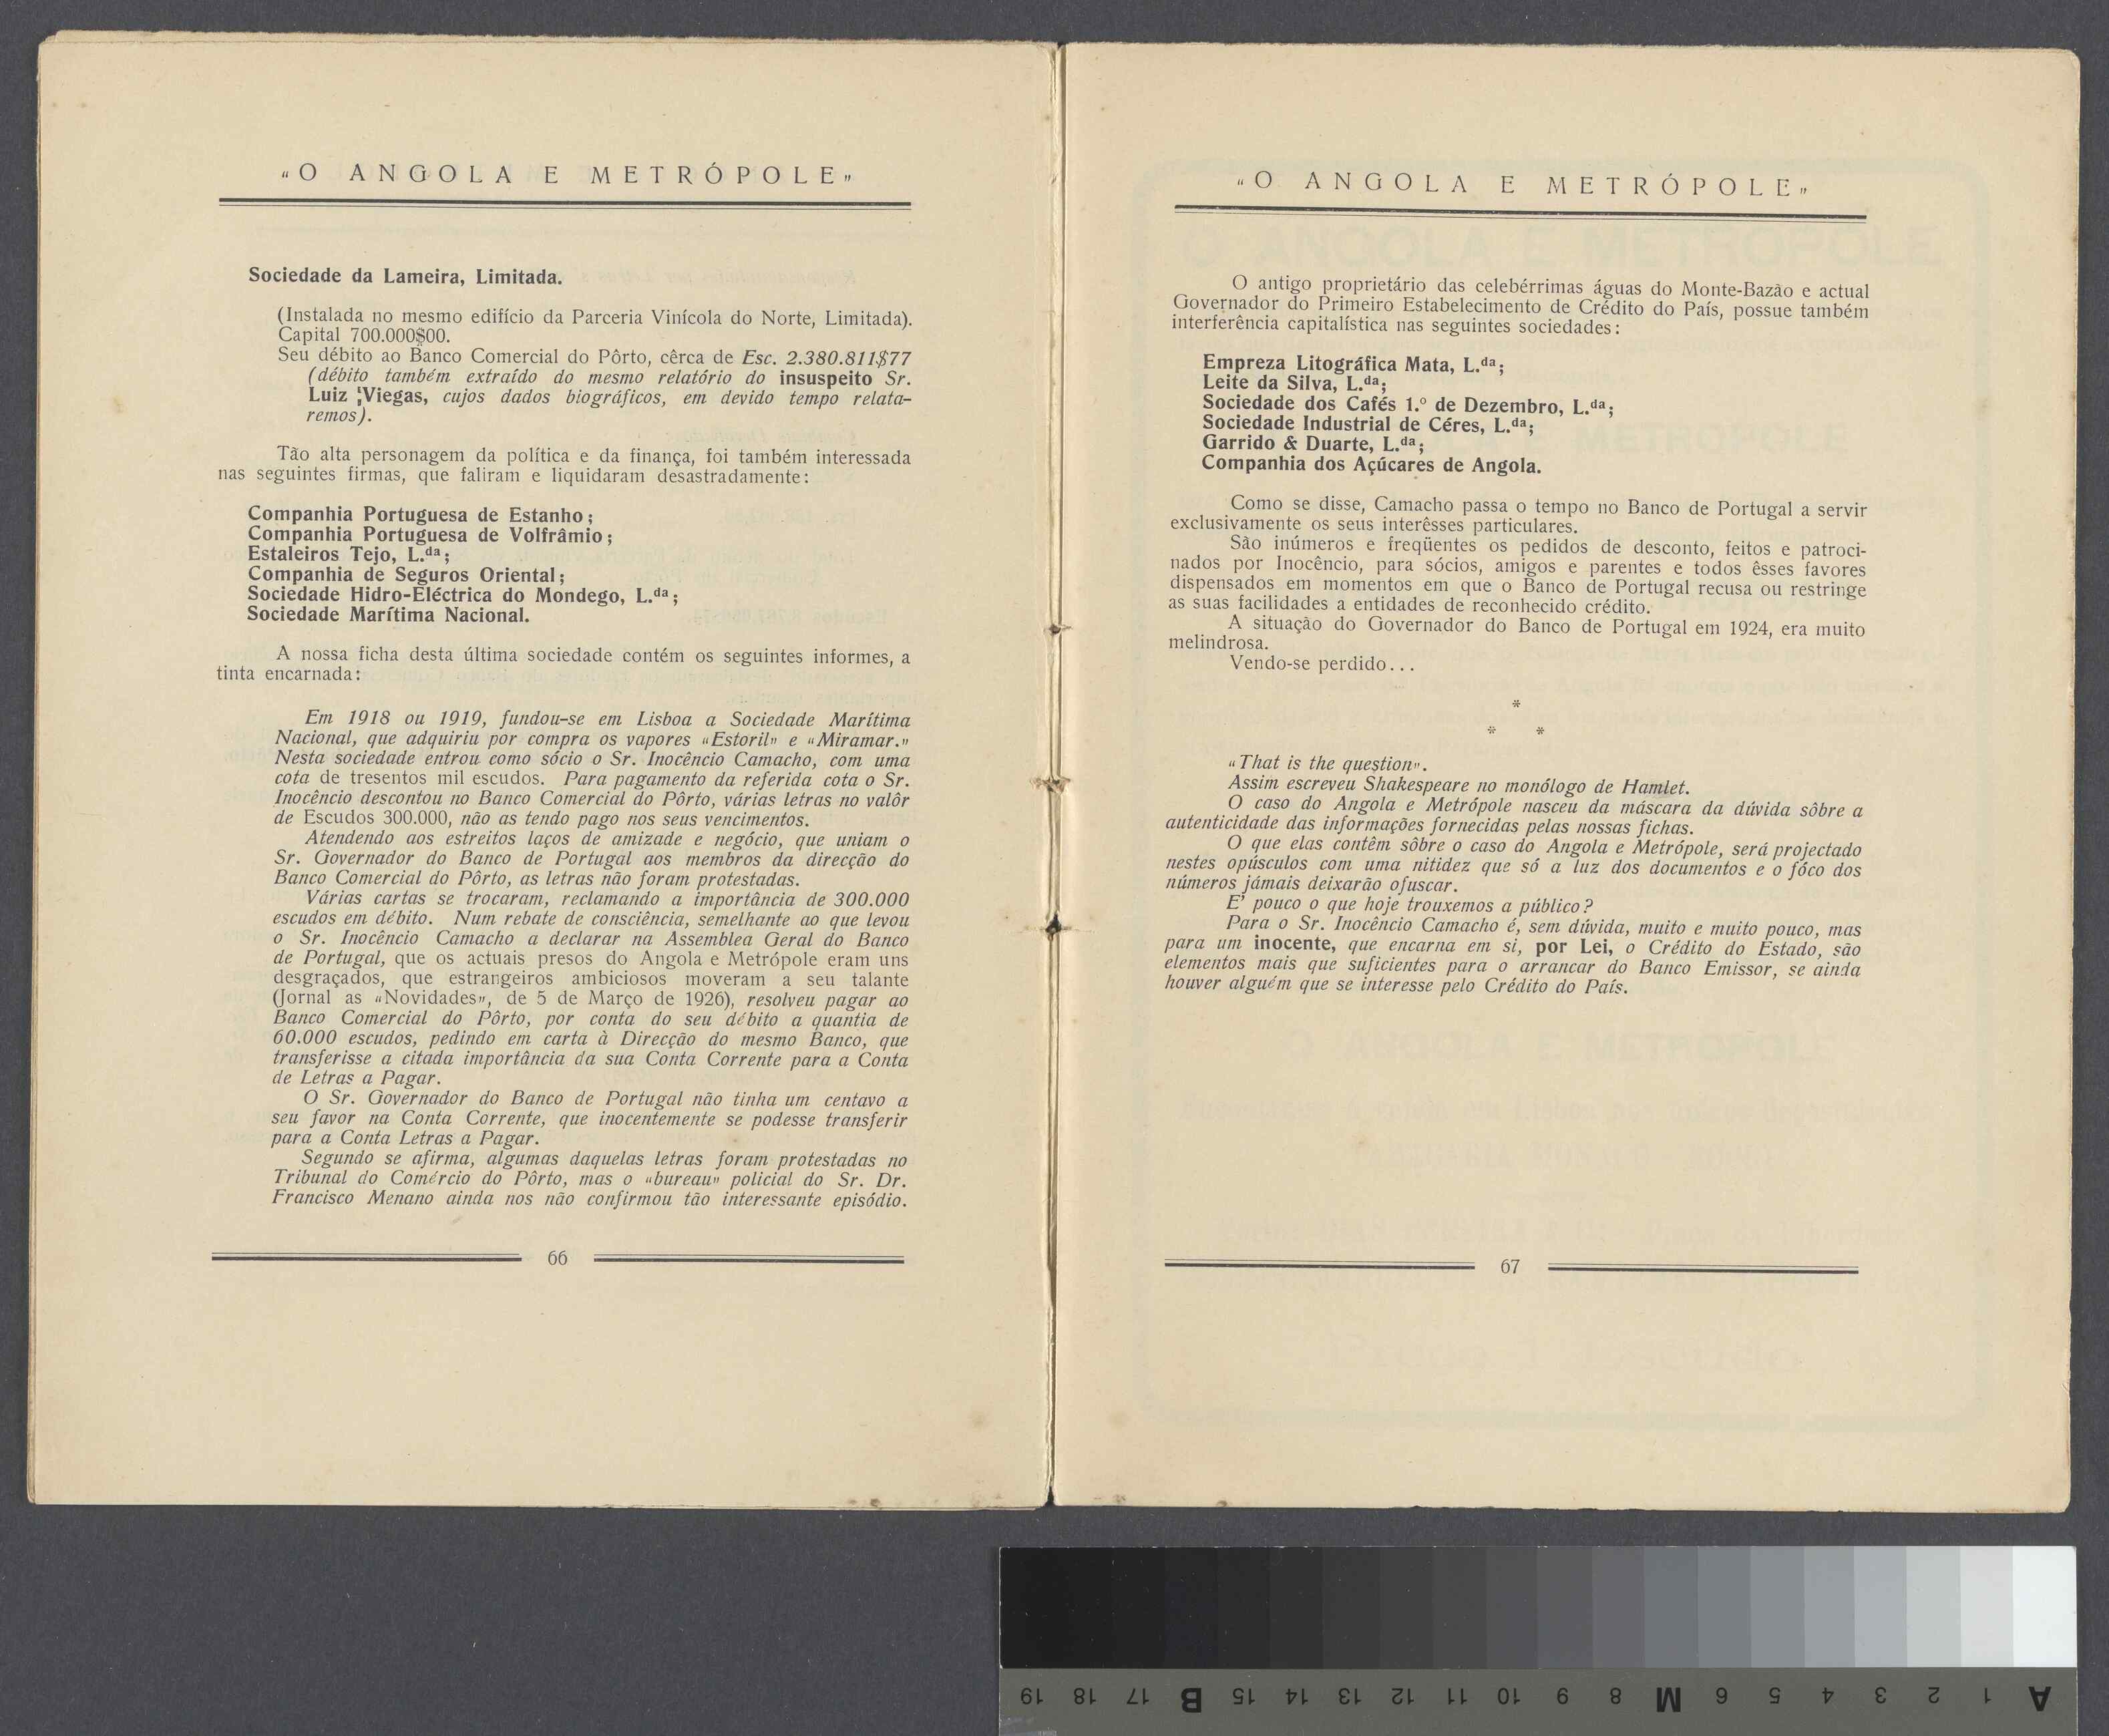 “O ANGOLA E METRÓPOLE”
Sociedade da Lameira, Limitada.
(Instalada no mesmo edifício da Parceria Vinícola do Norte, Limitada).
Capital 700.000$00.
Seu débito ao Banco Comercial do Pôrto, cêrca de Esc. 2.380.811$77
(débito também extraído do mesmo relatório do insuspeito Sr.
Luiz Viegas, cujos dados biográficos, em devido tempo relata-
remos).
Tão alta personagem da política e da finança, foi também interessada
nas seguintes firmas, que faliram e liquidaram desastradamente:
Companhia Portuguesa de Estanho;
Companhia Portuguesa de Volfrâmio;
Estaleiros Tejo, L.da;
Companhia de Seguros Oriental;
Sociedade Hidro-Eléctrica do Mondego, L.da;
Sociedade Marítima Nacional.
A nossa ficha desta última sociedade contém os seguintes informes, a
tinta encarnada:
Em 1918 ou 1919, fundou-se em Lisboa a Sociedade Marítima
Nacional, que adquiriu por compra os vapores “Estoril” e “Miramar.”
Nesta sociedade entrou como sócio o Sr. Inocêncio Camacho, com uma
cota de tresentos mil escudos. Para pagamento da referida cota o Sr.
Inocêncio descontou no Banco Comercial do Pôrto, várias letras no valôr
de Escudos 300.000, não as tendo pago nos seus vencimentos.
Atendendo aos estreitos laços de amizade e negócio, que uniam o
Sr. Governador do Banco de Portugal aos membros da direcção do
Banco Comercial do Pôrto, as letras não foram protestadas.
Várias cartas se trocaram, reclamando a importância de 300.000
escudos em débito. Num rebate de consciência, semelhante ao que levou
o Sr. Inocêncio Camacho a declarar na Assemblea Geral do Banco
de Portugal, que os actuais presos do Angola e Metrópole eram uns
desgraçados, que estrangeiros ambiciosos moveram a seu talante
(Jornal as “Novidades”, de 5 de Março de 1926), resolveu pagar ao
Banco Comercial do Pôrto, por conta do seu débito a quantia de
60.000 escudos, pedindo em carta à Direcção do mesmo Banco, que
transferisse a citada importância da sua Conta Corrente para a Conta
de Letras a Pagar.
O Sr. Governador do Banco de Portugal não tinha um centavo a
seu favor na Conta Corrente, que inocentemente se podesse transferir
para a Conta Letras a Pagar.
Segundo se afirma, algumas daquelas letras foram protestadas no
Tribunal do Comércio do Pôrto, mas o “bureau” policial do Sr. Dr.
Francisco Menano ainda nos não confirmou tão interessante episódio.
66
“O ANGOLA E METRÓPOLE”
O antigo proprietário das celebérrimas águas do Monte-Bazão e actual
Governador do Primeiro Estabelecimento de Crédito do País, possue também
interferência capitalística nas seguintes sociedades:
Empreza Litográfica Mata, L.da;
Leite da Silva, L.da;
Sociedade dos Cafés 1.º de Dezembro, L.da;
Sociedade Industrial de Céres, L.da;
Garrido & Duarte, L.da;
Companhia dos Açúcares de Angola.
Como se disse, Camacho passa o tempo no Banco de Portugal a servir
exclusivamente os seus interêsses particulares.
São inúmeros e freqüentes os pedidos de desconto, feitos e patroci-
nados por Inocêncio, para sócios, amigos e parentes e todos êsses favores
dispensados em momentos em que o Banco de Portugal recusa ou restringe
as suas facilidades a entidades de reconhecido crédito.
A situação do Governador do Banco de Portugal em 1924, era muito
melindrosa.
Vendo-se perdido...
*
* *
“That is the question”.
Assim escreveu Shakespeare no monólogo de Hamlet.
O caso do Angola e Metrópole nasceu da máscara da dúvida sôbre a
autenticidade das informações fornecidas pelas nossas fichas.
O que elas contêm sôbre o caso do Angola e Metrópole, será projectado
nestes opúsculos com uma nitidez que só a luz dos documentos e o fóco dos
números jámais deixarão ofuscar.
E' pouco o que hoje trouxemos a público?
Para o Sr. Inocêncio Camacho é, sem dúvida, muito e muito pouco, mas
para um inocente, que encarna em si, por Lei, o Crédito do Estado, são
elementos mais que suficientes para o arrancar do Banco Emissor, se ainda
houver alguém que se interesse pelo Crédito do País.
67
A 1 2 3 4 5 6 M 8 9 10 11 12 13 14 15 B 17 18 19